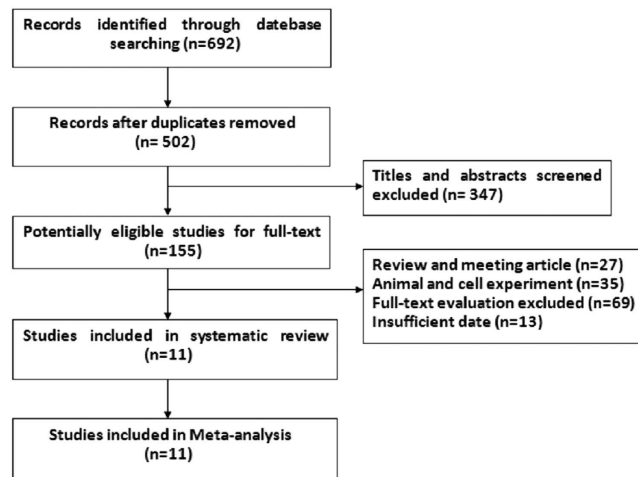 Records identified through datebase
searching (n=692)
Records after duplicates removed
(n= 502)
Titles and abstracts screened
excluded (n= 347)
Potentially eligible studies for full-text
(n=155)
Review and meeting article (n=27)
Animal and cell experiment (n=35)
Full-text evaluation excluded (n=69)
Insufficient date (n=13)
Studies included in systematic review
(n=11)
Studies included in Meta-analysis
(n=11)